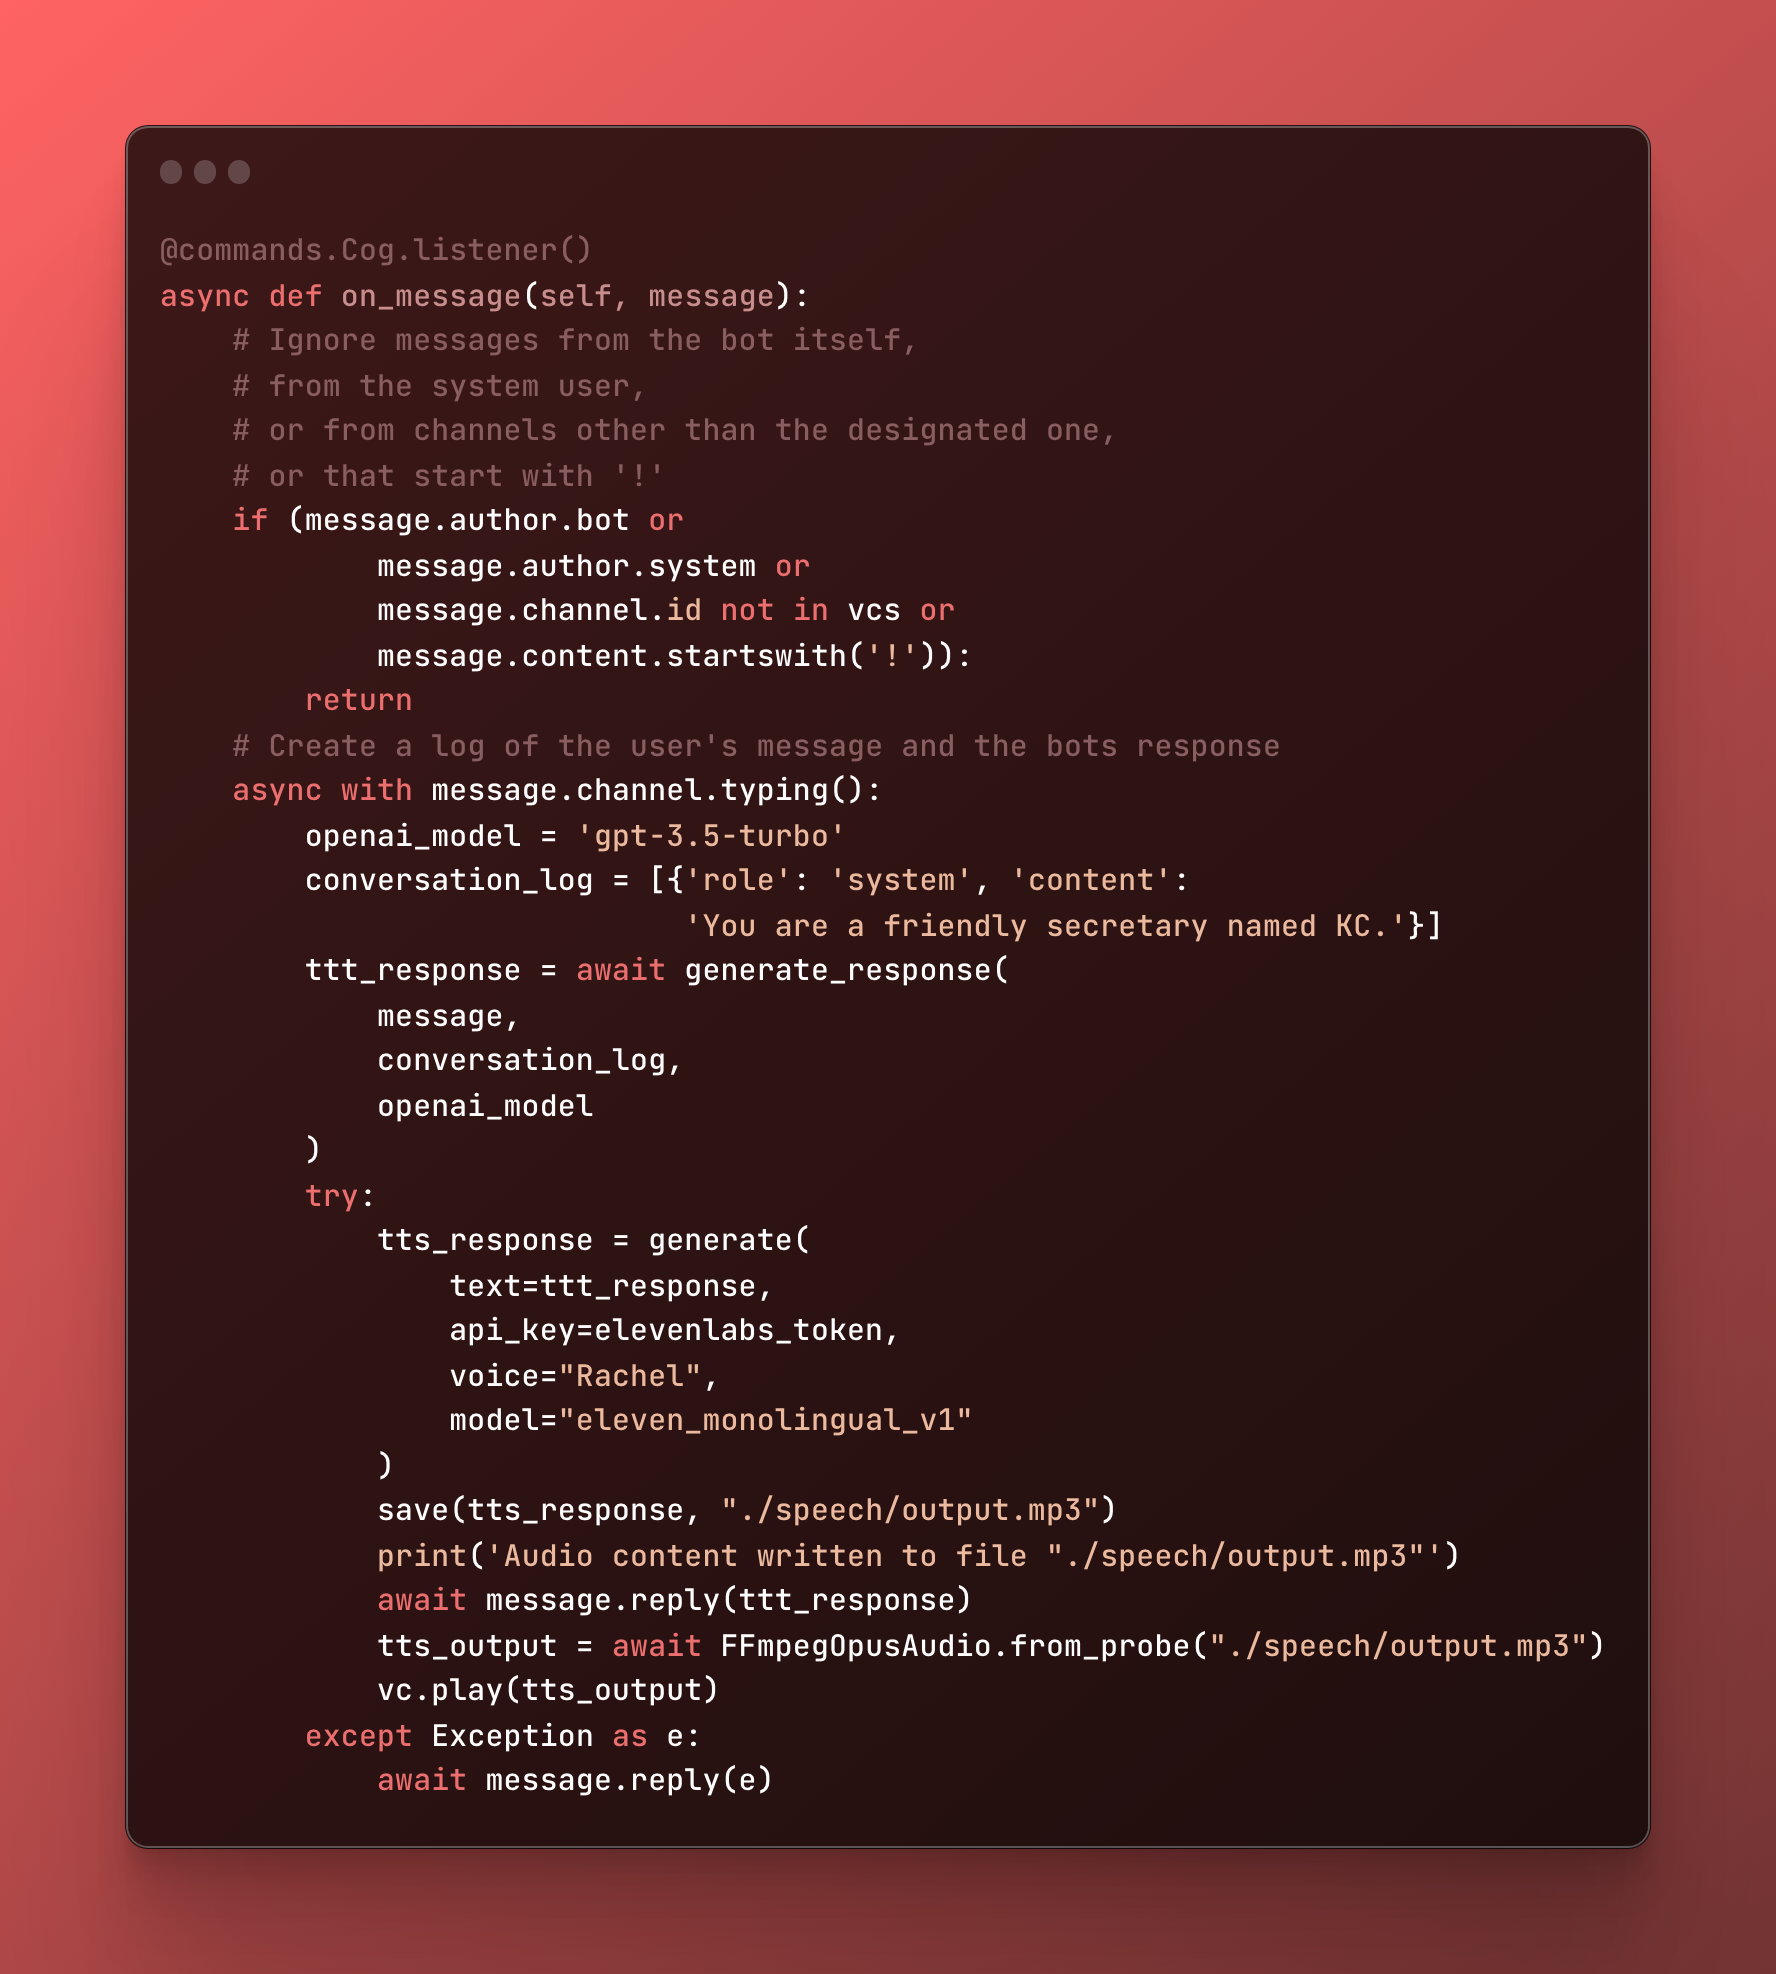 @commands.Cog.listener()
async def on_message(self, message):
    # Ignore messages from the bot itself,
    # from the system user,
    # or from channels other than the designated one,
    # or that start with '!'
    if (message.author.bot or
            message.author.system or
            message.channel.id not in vcs or
            message.content.startswith('!')):
        return
    # Create a log of the user's message and the bots response
    async with message.channel.typing():
        openai_model = 'gpt-3.5-turbo'
        conversation_log = [{'role': 'system', 'content':
                             'You are a friendly secretary named KC.'}]
        ttt_response = await generate_response(
            message,
            conversation_log,
            openai_model
        )
        try:
            tts_response = generate(
                text=ttt_response,
                api_key=elevenlabs_token,
                voice="Rachel",
                model="eleven_monolingual_v1"
            )
            save(tts_response, "./speech/output.mp3")
            print('Audio content written to file "./speech/output.mp3"')
            await message.reply(ttt_response)
            tts_output = await FFmpegOpusAudio.from_probe("./speech/output.mp3")
            vc.play(tts_output)
        except Exception as e:
            await message.reply(e)